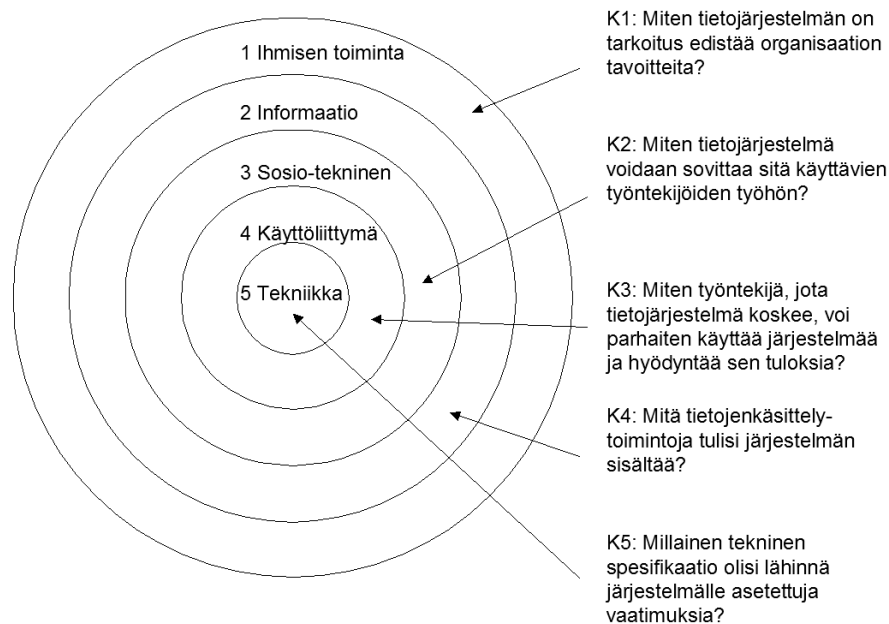 1 Ihmisen toiminta
2 Informaatio
3 Sosio-tekninen
4 Käyttöliittymä
5 Tekniikka
K1: Miten tietojärjestelmän on
tarkoitus edistää organisaation
tavoitteita?
K2: Miten tietojärjestelmä
voidaan sovittaa sitä käyttävien
työntekijöiden työhön?
K3: Miten työntekijä, jota
tietojärjestelmä koskee, voi
parhaiten käyttää järjestelmää
ja hyödyntää sen tuloksia?
K4: Mitä tietojenkäsittely-
toimintoja tulisi järjestelmän
sisältää?
K5: Millainen tekninen
spesifikaatio olisi lähinnä
järjestelmälle asetettuja
vaatimuksia?